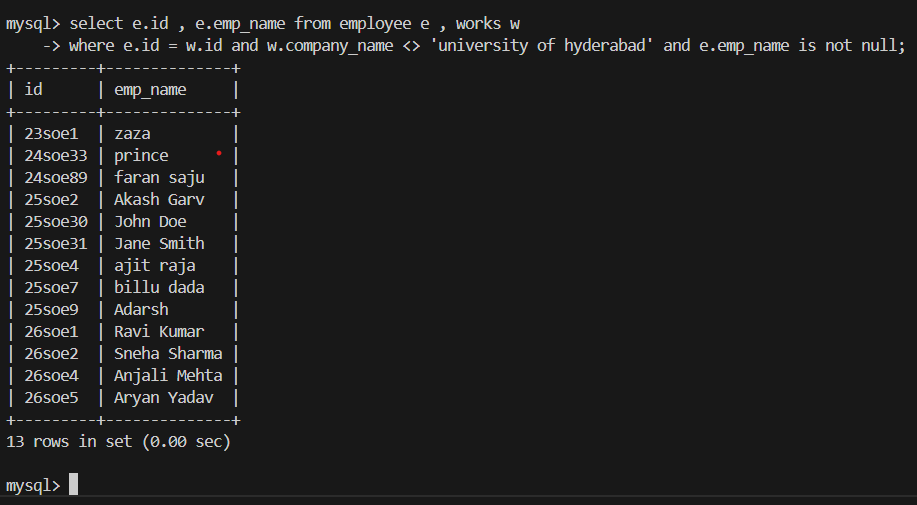 mysql> select e.id , e.emp_name from employee e , works w
    -> where e.id = w.id and w.company_name <> 'university of hyderabad' and e.emp_name is not null;
+---------+--------------+
| id      | emp_name     |
+---------+--------------+
| 23soe1  | zaza         |
| 24soe33 | prince       |
| 24soe89 | faran saju   |
| 25soe2  | Akash Garv   |
| 25soe30 | John Doe     |
| 25soe31 | Jane Smith   |
| 25soe4  | ajit raja    |
| 25soe7  | billu dada   |
| 25soe9  | Adarsh       |
| 26soe1  | Ravi Kumar   |
| 26soe2  | Sneha Sharma |
| 26soe4  | Anjali Mehta |
| 26soe5  | Aryan Yadav  |
+---------+--------------+
13 rows in set (0.00 sec)

mysql>